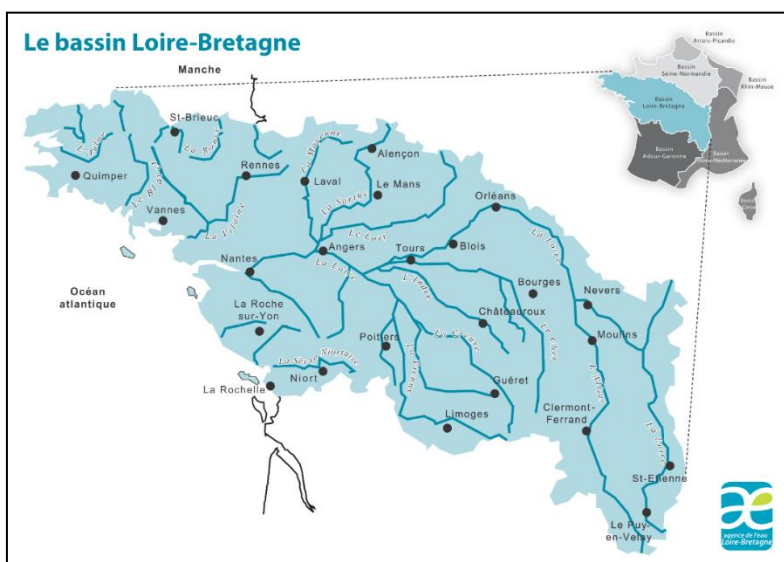 Le bassin Loire-Bretagne
Manche
Bassin
Artois-Picardie
Bassin
Seine-Normandie
Bassin
Rhin-Meuse
Bassin
Loire-Bretagne
Bassin
Adour-Garonne
Bassin
St-Brieuc
La Rance
Quimper
Vannes
Rennes
La Vilaine
La Mayenne
Laval
Alençon
Le Mans
La Sarthe
Le Loir
Angers
Orléans
Blois
Tours
La Loire
Nantes
La Loire
L'Indre
Bourges
Nevers
Océan
atlantique
La Roche
sur-Yon
Châteauroux
Le Cher
Moulins
Poitiers
La Vienne
La Creuse
La Sèvre Niortaise
Niort
La Rochelle
Guéret
Limoges
L'Allier
Clermont-
Ferrand
La Loire
St-Etienne
Le Puy-
en-Velay
agence de l'eau
Loire-Bretagne